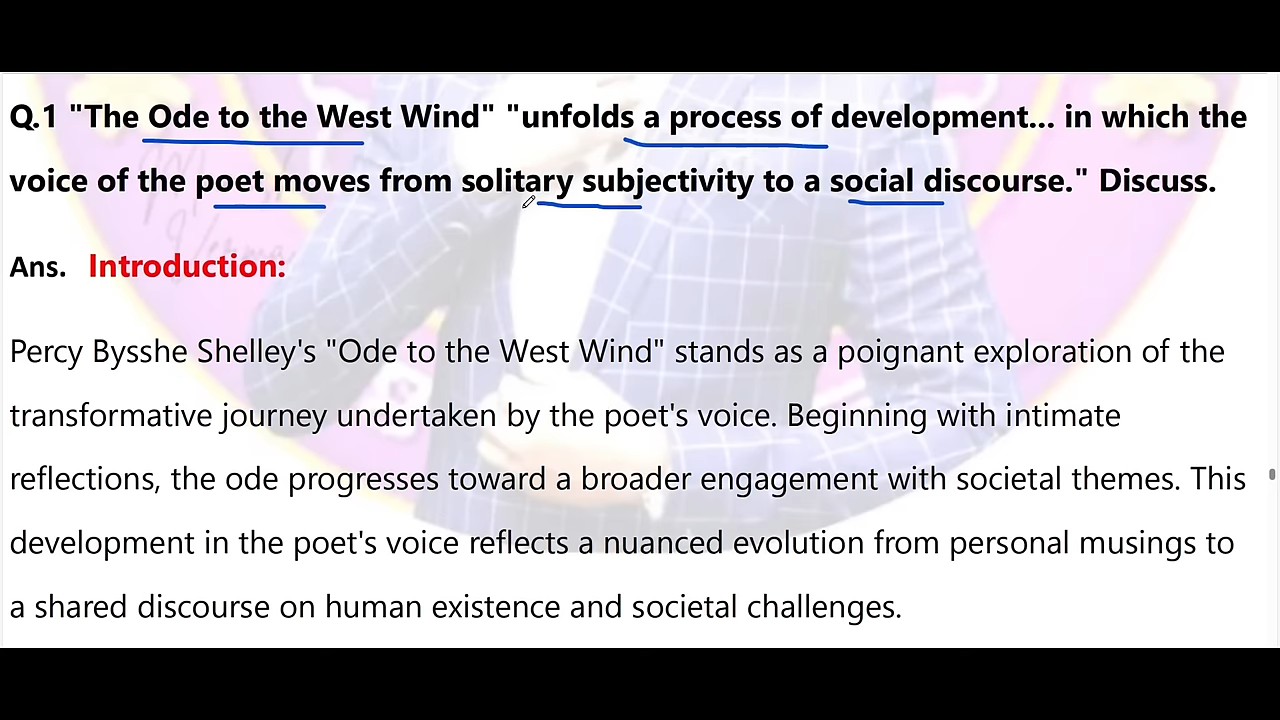 Q.1 "The Ode to the West Wind" "unfolds a process of development... in which the
voice of the poet moves from solitary subjectivity to a social discourse." Discuss.
Ans. Introduction:
Percy Bysshe Shelley's "Ode to the West Wind" stands as a poignant exploration of the
transformative journey undertaken by the poet's voice. Beginning with intimate
reflections, the ode progresses toward a broader engagement with societal themes. This
development in the poet's voice reflects a nuanced evolution from personal musings to
a shared discourse on human existence and societal challenges.